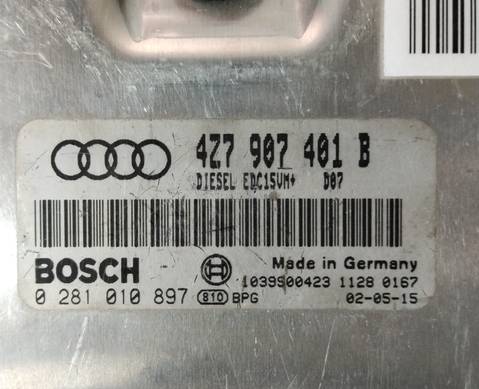 4Z7 907 401 B
DIESEL EDC15VM+ D07
BOSCH Made in Germany
1039S00423 1128 0167
0 281 010 897 810 BPG 02-05-15